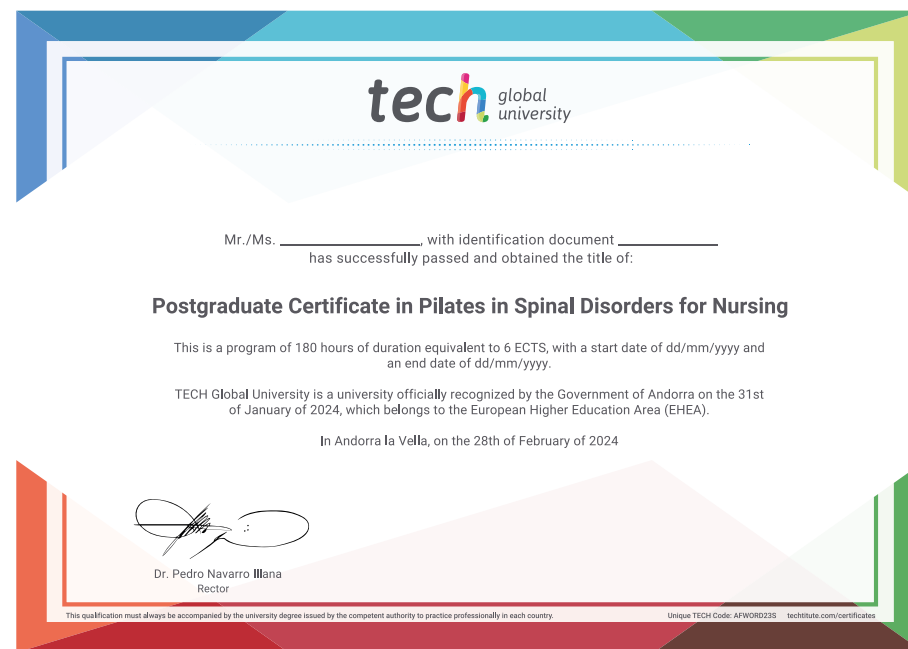 tech global
university
Mr./Ms. ____________________, with identification document ______________
has successfully passed and obtained the title of:
Postgraduate Certificate in Pilates in Spinal Disorders for Nursing
This is a program of 180 hours of duration equivalent to 6 ECTS, with a start date of dd/mm/yyyy and
an end date of dd/mm/yyyy.
TECH Global University is a university officially recognized by the Government of Andorra on the 31st
of January of 2024, which belongs to the European Higher Education Area (EHEA).
In Andorra la Vella, on the 28th of February of 2024
Dr. Pedro Navarro Illana
Rector
This qualification must always be accompanied by the university degree issued by the competent authority to practice professionally in each country. Unique TECH Code: AFWORD23S techtitute.com/certificates